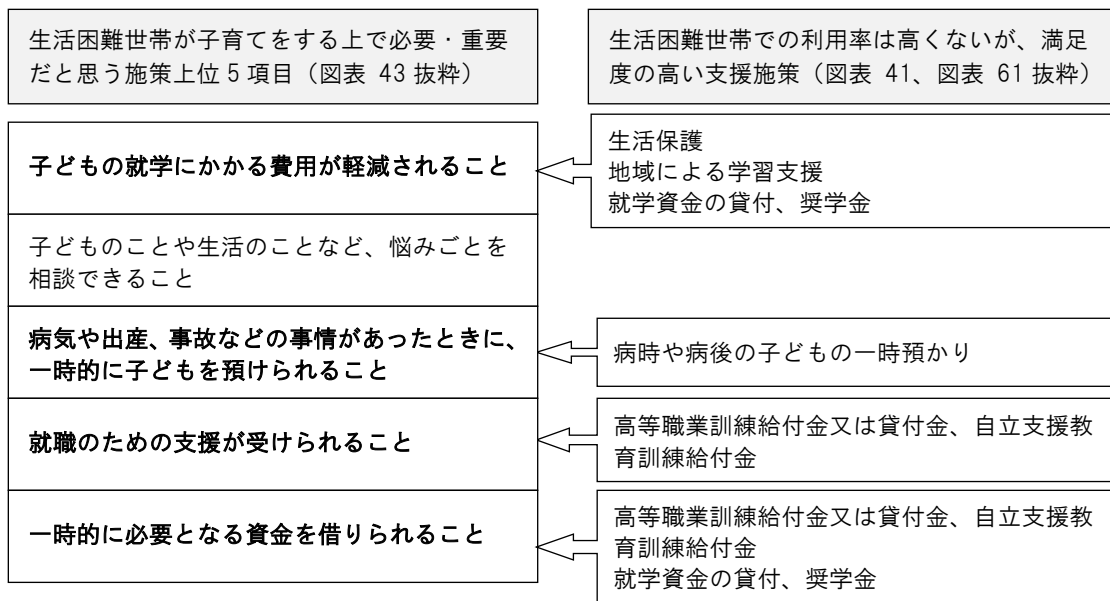 生活困難世帯が子育てをする上で必要・重要
だと思う施策上位5項目（図表 43 抜粋）
生活困難世帯での利用率は高くないが、満足
度の高い支援施策（図表 41、図表 61 抜粋）
子どもの就学にかかる費用が軽減されること
生活保護
地域による学習支援
就学資金の貸付、奨学金
子どものことや生活のことなど、悩みごとを
相談できること
病気や出産、事故などの事情があったときに、
一時的に子どもを預けられること
病時や病後の子どもの一時預かり
就職のための支援が受けられること
高等職業訓練給付金又は貸付金、自立支援教
育訓練給付金
一時的に必要となる資金を借りられること
高等職業訓練給付金又は貸付金、自立支援教
育訓練給付金
就学資金の貸付、奨学金